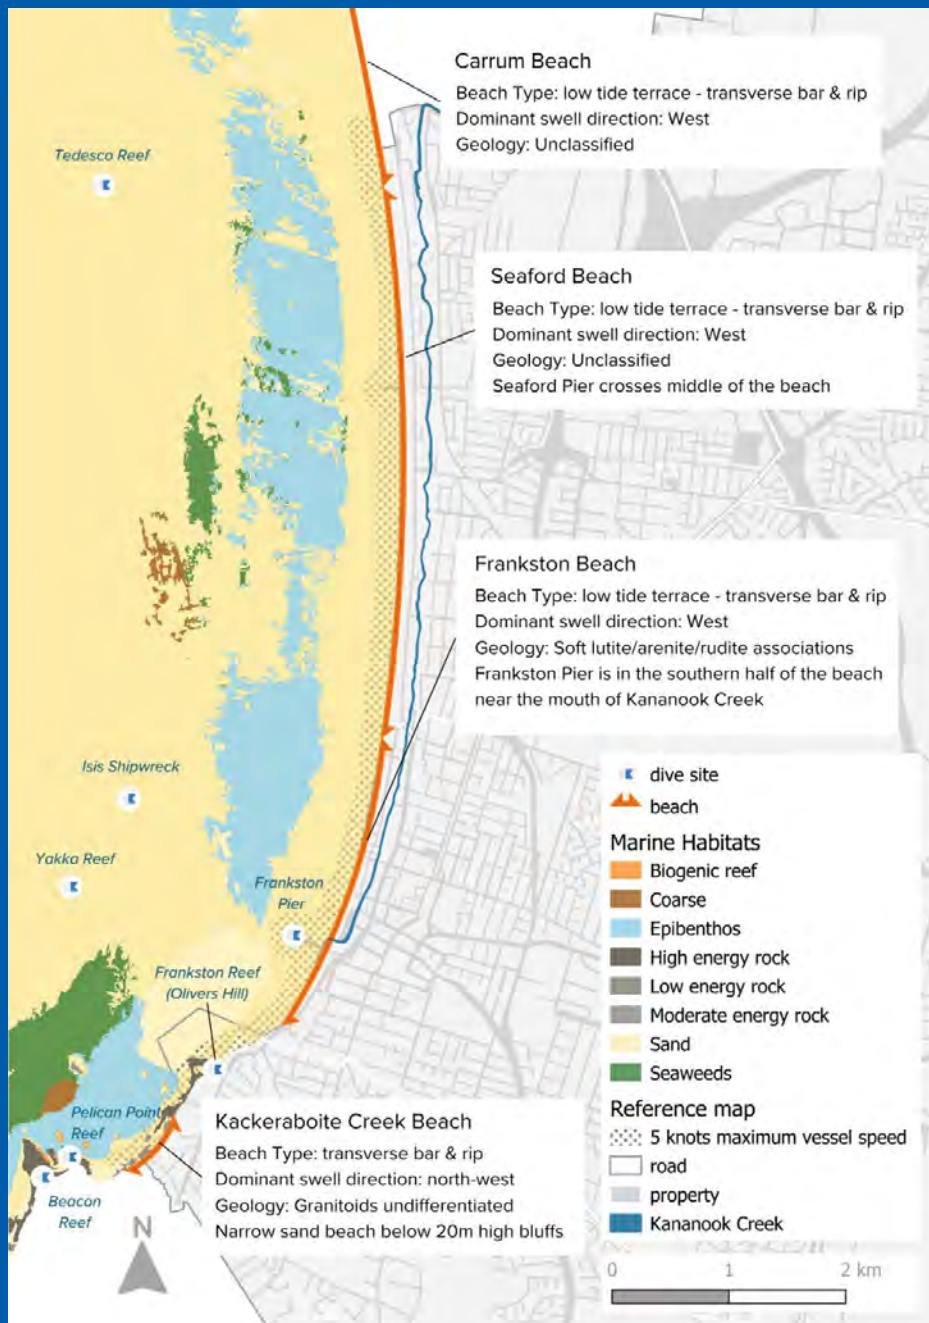 Carrum Beach
Beach Type: low tide terrace - transverse bar & rip
Dominant swell direction: West
Geology: Unclassified
Tedesco Reef
Seaford Beach
Beach Type: low tide terrace - transverse bar & rip
Dominant swell direction: West
Geology: Unclassified
Seaford Pier crosses middle of the beach
Frankston Beach
Beach Type: low tide terrace - transverse bar & rip
Dominant swell direction: West
Geology: Soft lutite/arenite/rudite associations
Frankston Pier is in the southern half of the beach
near the mouth of Kananook Creek
Isis Shipwreck
Yakka Reef
Frankston
Pier
Frankston Reef
(Olivers Hill)
Pelican Point
Reef
Beacon
Reef
Kackeraboite Creek Beach
Beach Type: transverse bar & rip
Dominant swell direction: north-west
Geology: Granitoids undifferentiated
Narrow sand beach below 20m high bluffs
N
dive site
beach
Marine Habitats
Biogenic reef
Coarse
Epibenthos
High energy rock
Low energy rock
Moderate energy rock
Sand
Seaweeds
Reference map
5 knots maximum vessel speed
road
property
Kananook Creek
0 1 2 km